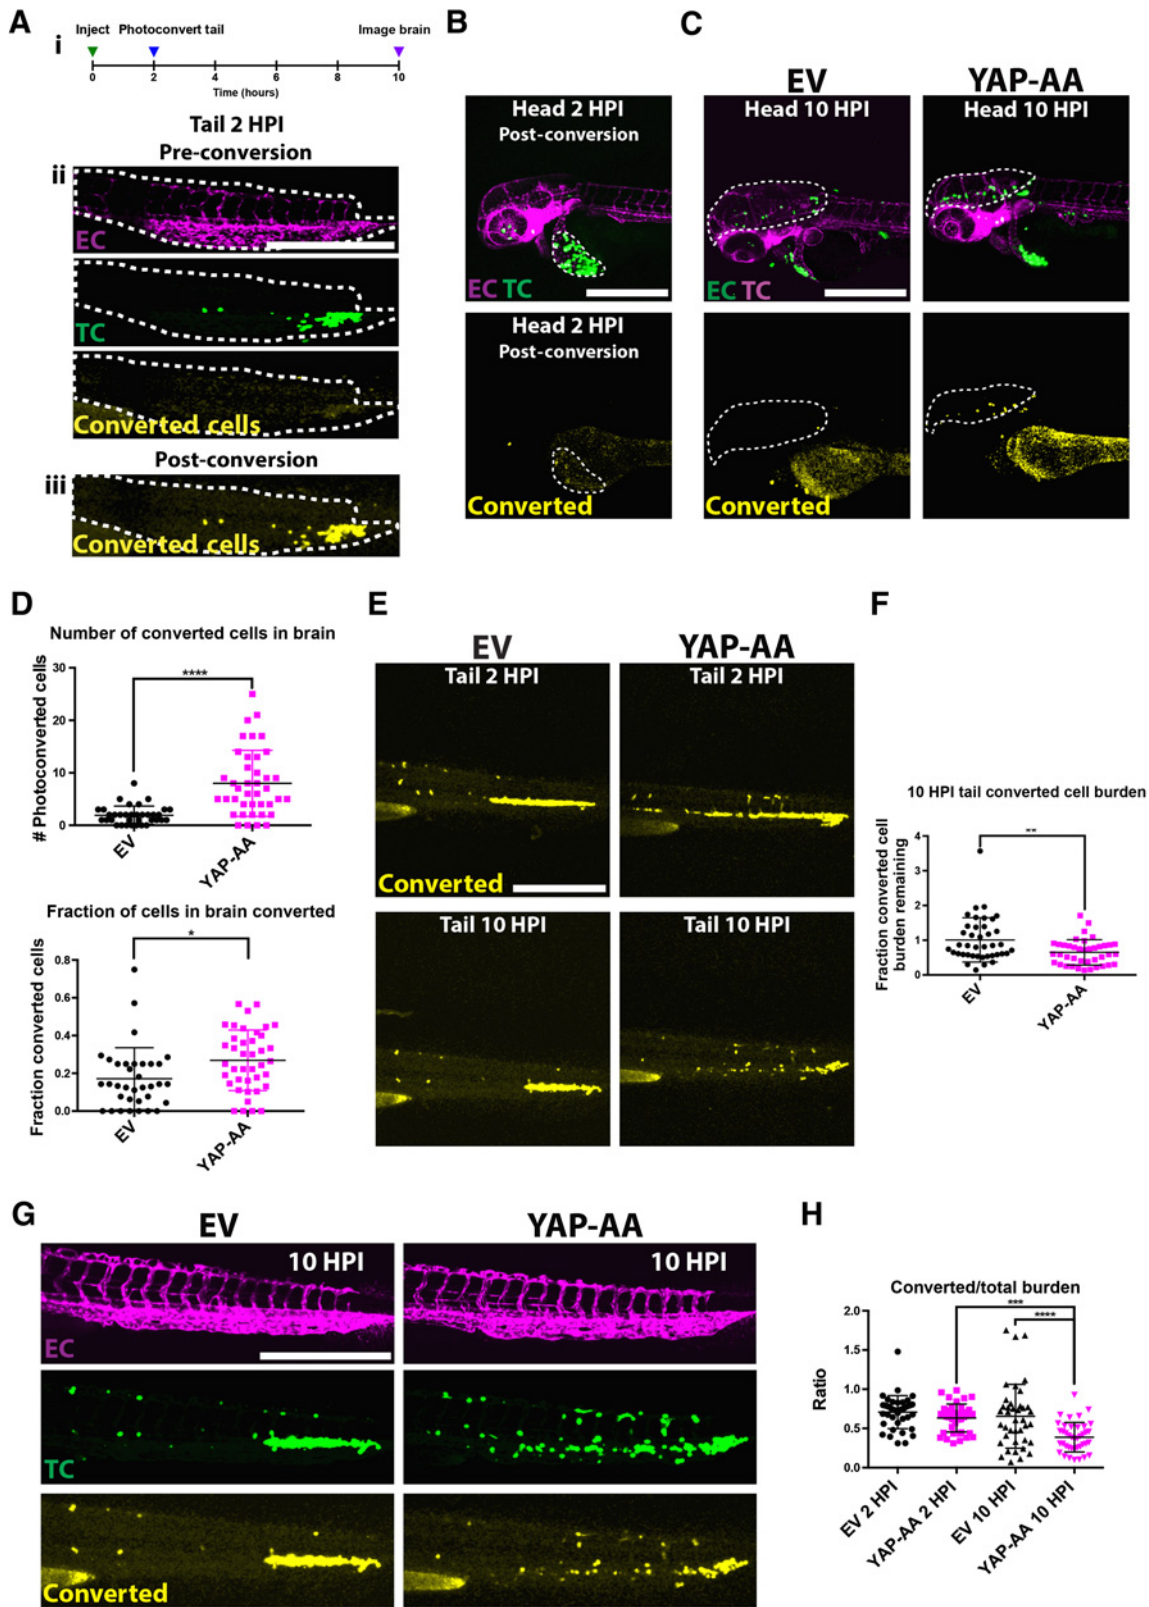 A
i
Inject Photoconvert tail Image brain
0 2 4 6 8 10
Time (hours)
Tail 2 HPI
Pre-conversion
ii
EC
TC
Converted cells
Post-conversion
iii
Converted cells
B
Head 2 HPI
Post-conversion
EC TC
Head 2 HPI
Post-conversion
Converted
C
EV YAP-AA
Head 10 HPI Head 10 HPI
EC TC
Converted
D
Number of converted cells in brain
# Photoconverted cells
30
20
10
0
****
EV YAP-AA
Fraction of cells in brain converted
Fraction converted cells
0.8
0.6
0.4
0.2
0.0
*
EV YAP-AA
E
EV YAP-AA
Tail 2 HPI Tail 2 HPI
Converted
Tail 10 HPI Tail 10 HPI
F
10 HPI tail converted cell burden
Fraction converted cell
burden remaining
4
3
2
1
0
**
EV YAP-AA
G
EV YAP-AA
10 HPI 10 HPI
EC
TC
Converted
H
Converted/total burden
Ratio
2.0
1.5
1.0
0.5
0.0
***
****
EV 2 HPI YAP-AA 2 HPI EV 10 HPI YAP-AA 10 HPI